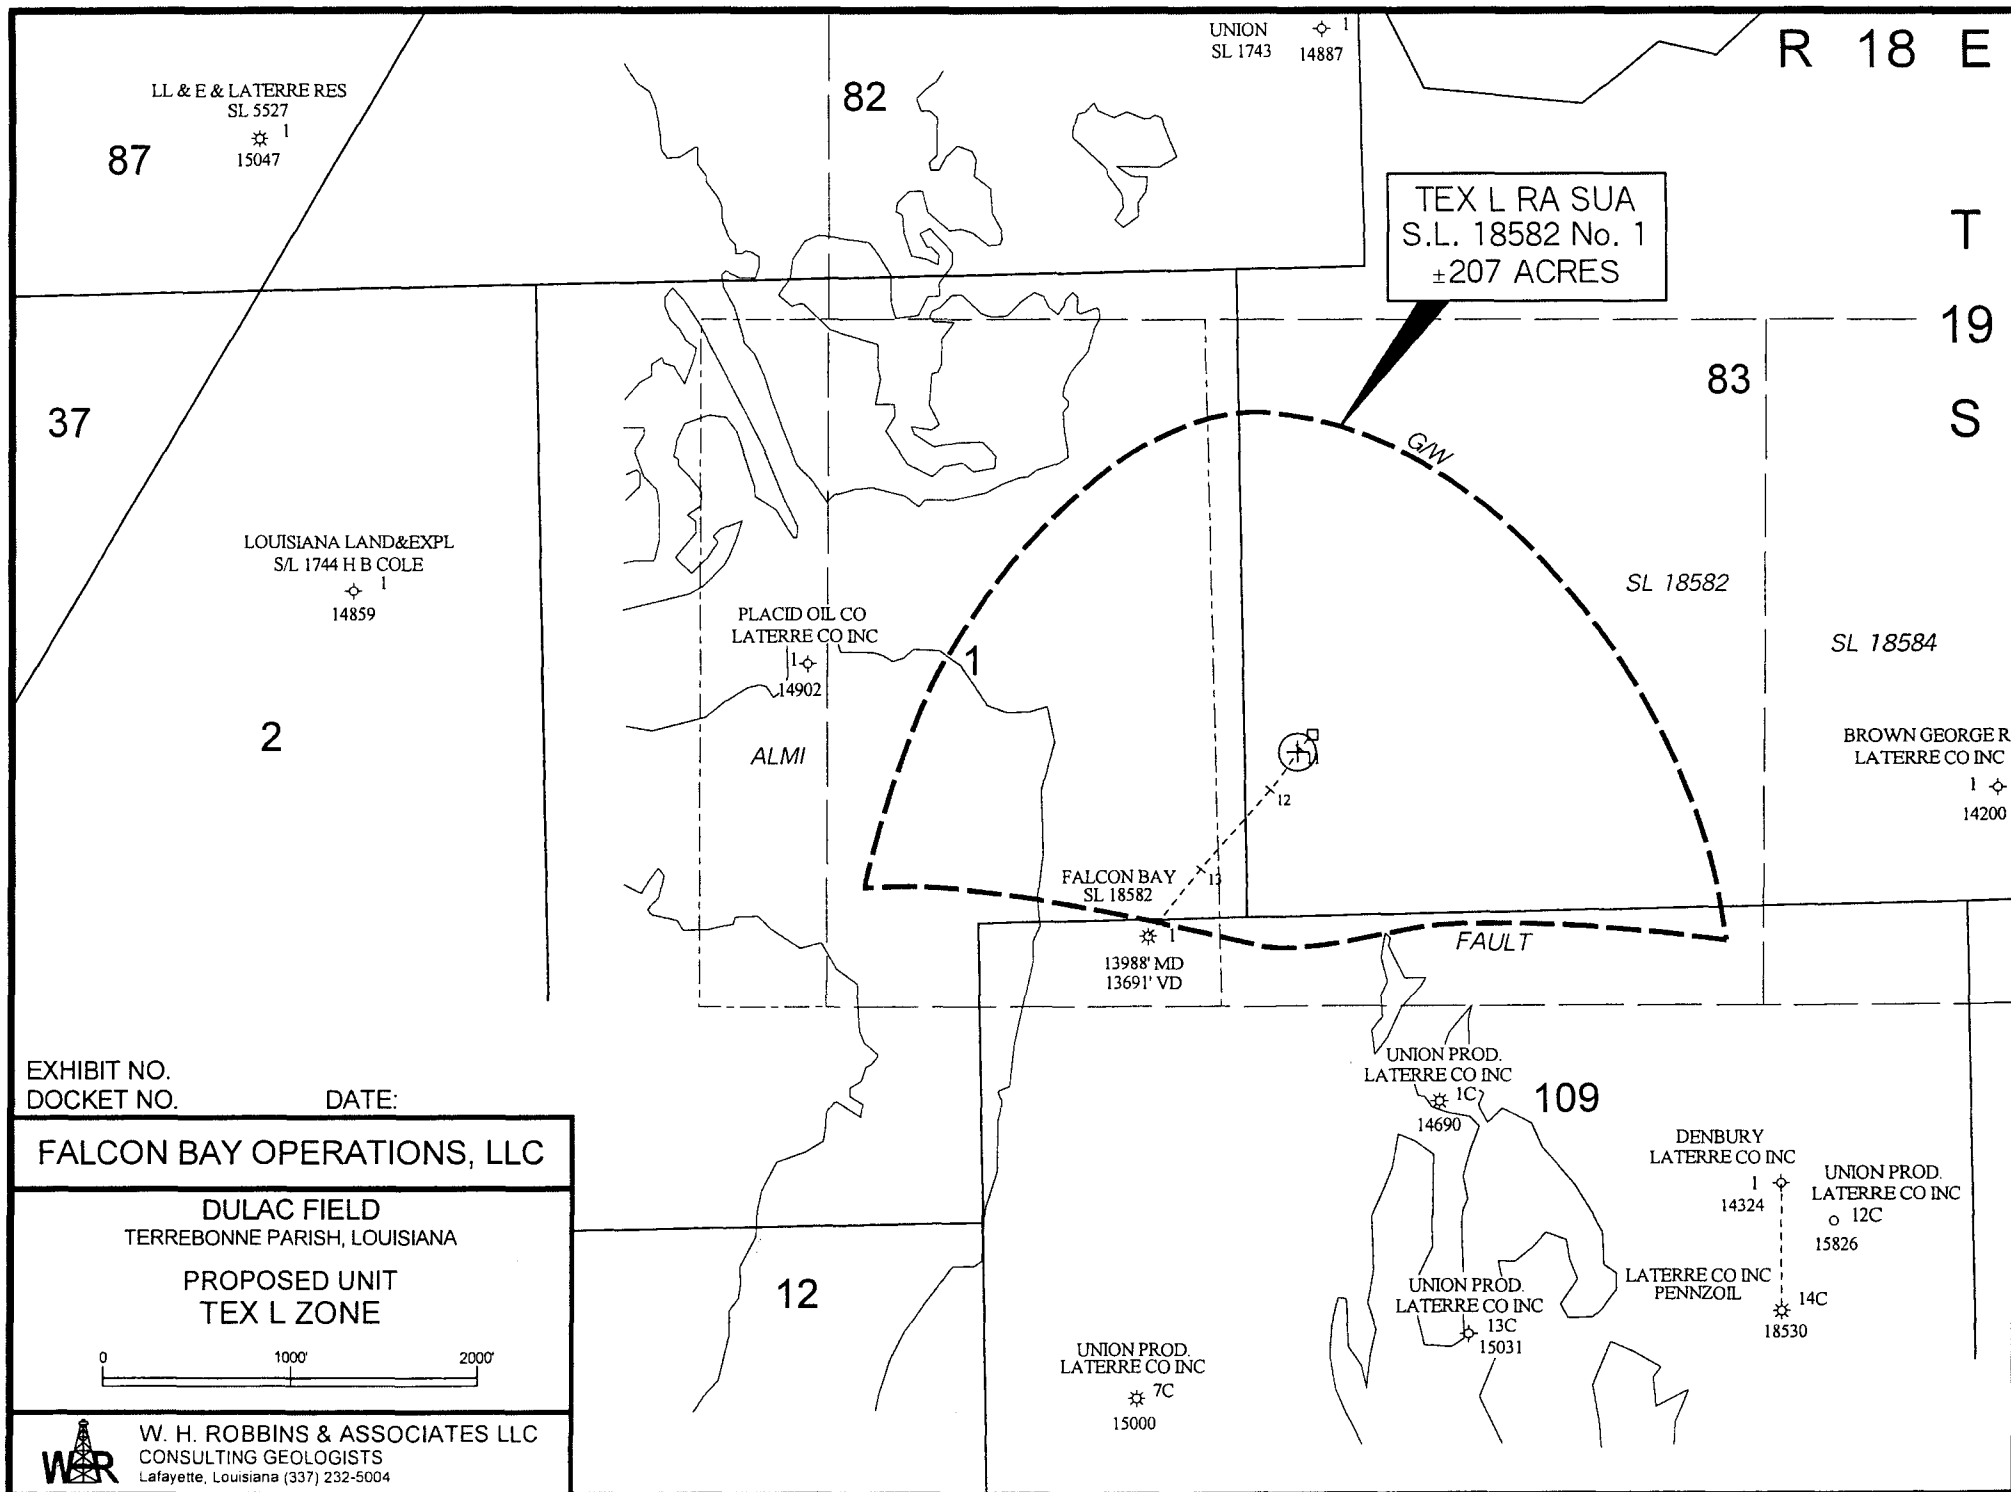 R 18 E
T
19
S
UNION
SL 1743
1
14887
LL & E & LATERRE RES
SL 5527
1
15047
87
82
TEX L RA SUA
S.L. 18582 No. 1
±207 ACRES
83
37
G/W
LOUISIANA LAND&EXPL
S/L 1744 H B COLE
1
14859
SL 18582
SL 18584
PLACID OIL CO
LATERRE CO INC
1
14902
1
2
ALMI
BROWN GEORGE R
LATERRE CO INC
1
14200
12
13
FALCON BAY
SL 18582
1
13988' MD
13691' VD
FAULT
UNION PROD.
LATERRE CO INC
1C
14690
109
DENBURY
LATERRE CO INC
1
14324
UNION PROD.
LATERRE CO INC
12C
15826
LATERRE CO INC
PENNZOIL
14C
18530
UNION PROD.
LATERRE CO INC
13C
15031
UNION PROD.
LATERRE CO INC
7C
15000
12
EXHIBIT NO.
DOCKET NO. DATE:
FALCON BAY OPERATIONS, LLC
DULAC FIELD
TERREBONNE PARISH, LOUISIANA
PROPOSED UNIT
TEX L ZONE
0 1000' 2000'
WR
W. H. ROBBINS & ASSOCIATES LLC
CONSULTING GEOLOGISTS
Lafayette, Louisiana (337) 232-5004